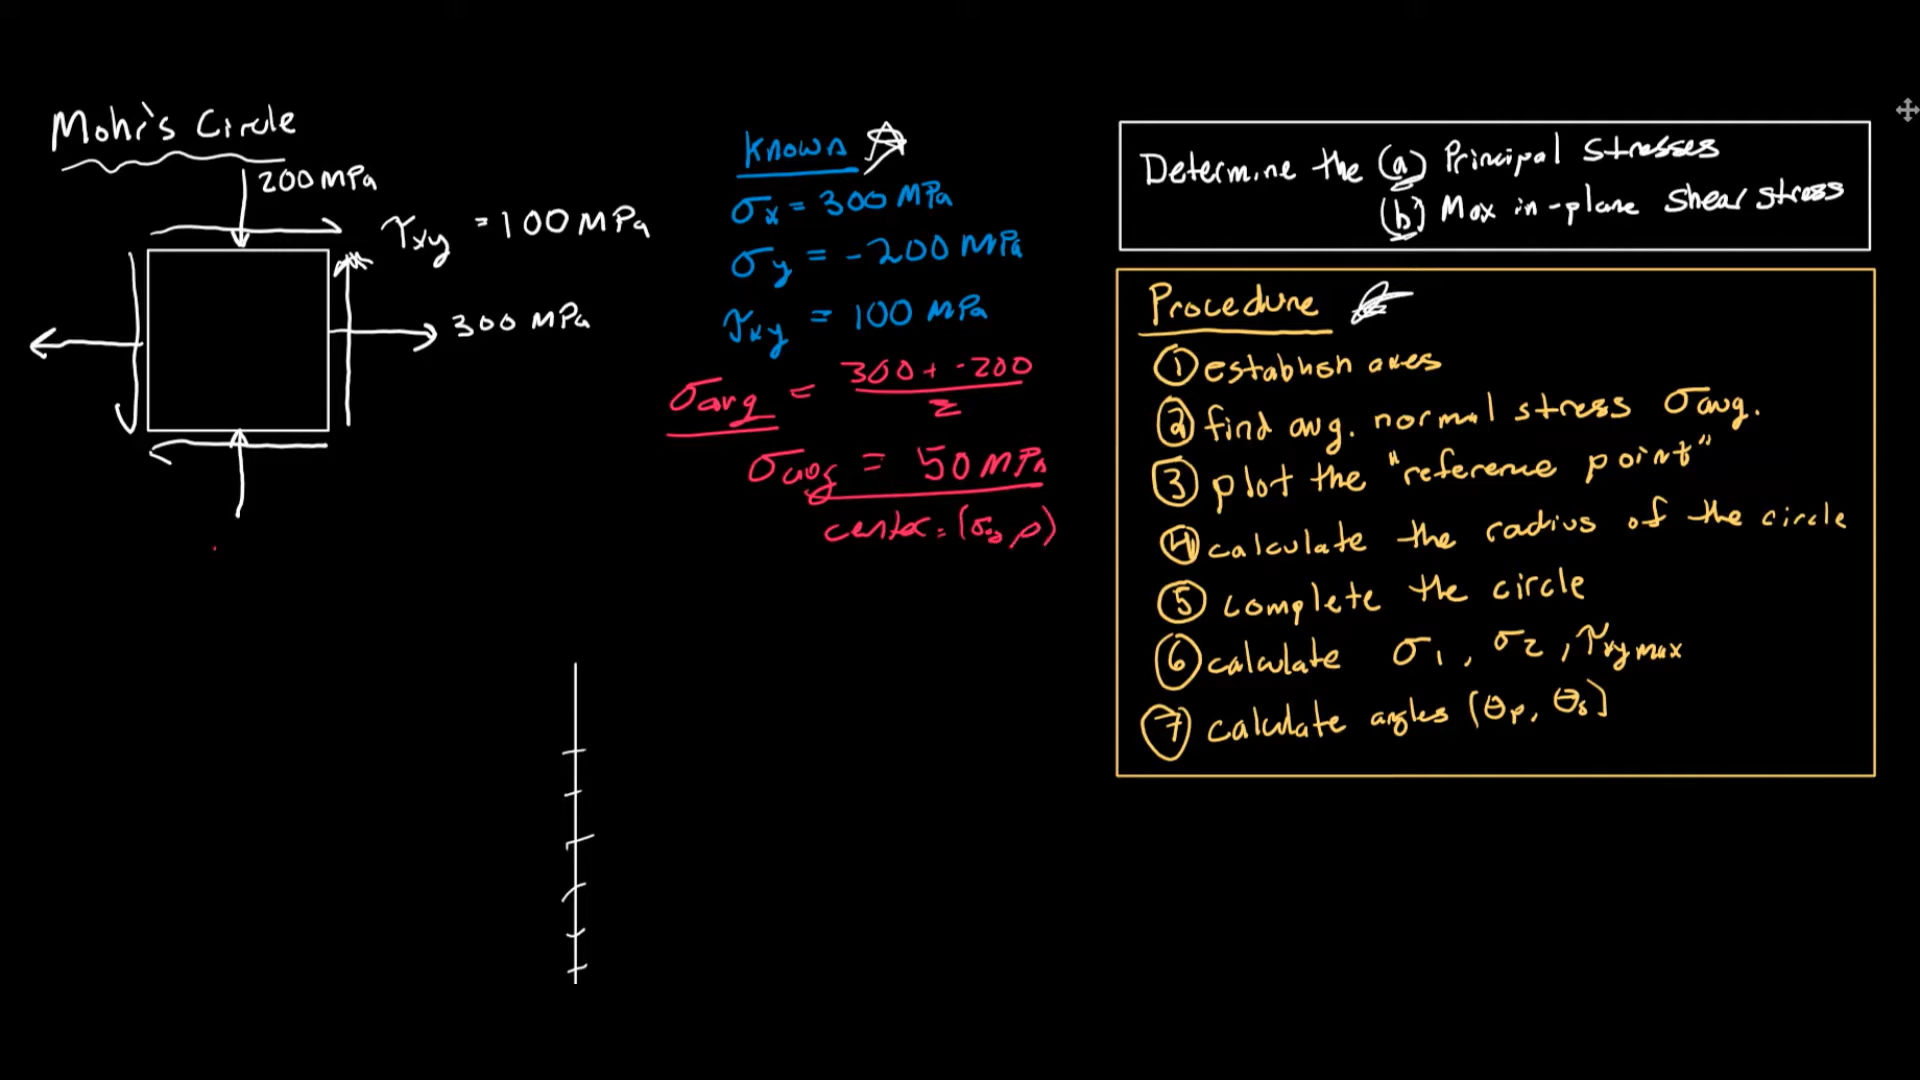 Mohr's Circle
200 MPa
τxy = 100 MPa
300 MPa
Known
σx = 300 MPa
σy = -200 MPa
τxy = 100 MPa
σavg = 300 + -200 / 2
σavg = 50 MPa
center = (σavg, 0)
Determine the (a) Principal Stresses
(b) Max in-plane Shear stress
Procedure
① establish axes
② find avg. normal stress σavg.
③ plot the "reference point"
④ calculate the radius of the circle
⑤ complete the circle
⑥ calculate σ1, σ2, τxy max
⑦ calculate angles (θp, θs)